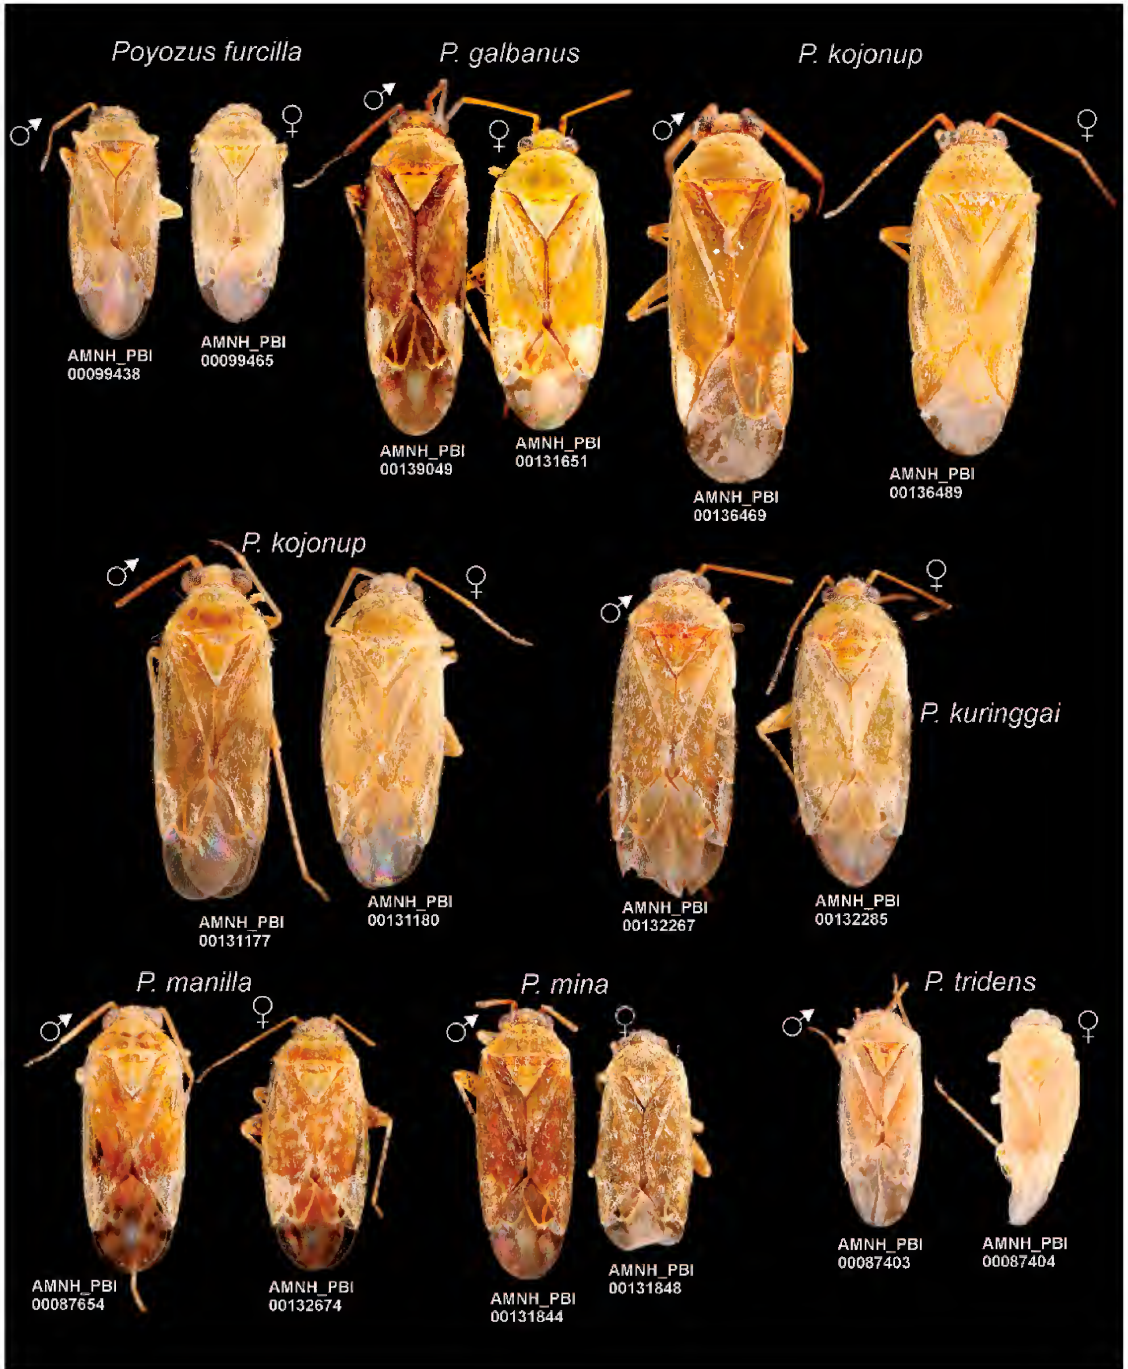 Poyozus furcilla
P. galbanus
P. kojonup
♂
♀
♂
♀
♂
♀
AMNH_PBI
00099438
AMNH_PBI
00099465
AMNH_PBI
00139049
AMNH_PBI
00131651
AMNH_PBI
00136469
AMNH_PBI
00136489
P. kojonup
♂
♀
♂
♀
P. kuringgai
AMNH_PBI
00131177
AMNH_PBI
00131180
AMNH_PBI
00132267
AMNH_PBI
00132285
P. manilla
P. mina
P. tridens
♂
♀
♂
♀
♂
♀
AMNH_PBI
00087654
AMNH_PBI
00132674
AMNH_PBI
00131844
AMNH_PBI
00131848
AMNH_PBI
00087403
AMNH_PBI
00087404